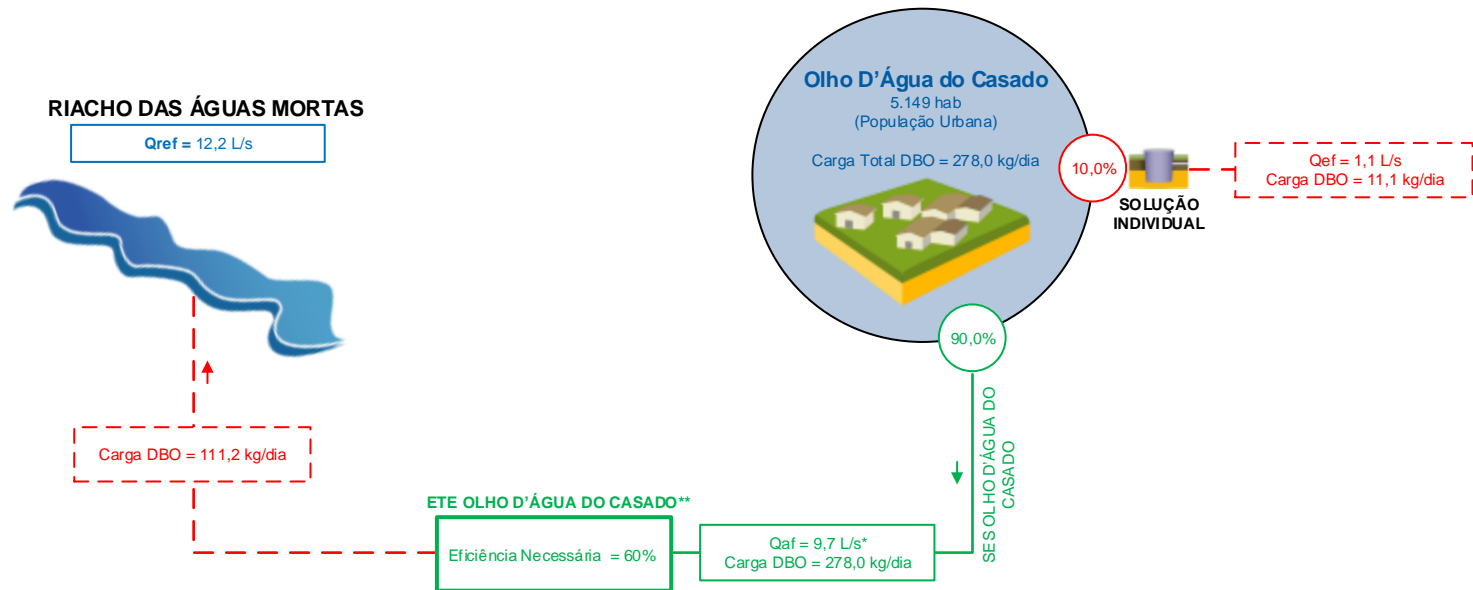 RIACHO DAS ÁGUAS MORTAS
Qref = 12,2 L/s
Olho D'Água do Casado
5.149 hab
(População Urbana)
Carga Total DBO = 278,0 kg/dia
10,0%
SOLUÇÃO
INDIVIDUAL
Qef = 1,1 L/s
Carga DBO = 11,1 kg/dia
90,0%
SES OLHO D'ÁGUA DO
CASADO
Carga DBO = 111,2 kg/dia
ETE OLHO D'ÁGUA DO CASADO**
Eficiência Necessária = 60%
Qaf = 9,7 L/s*
Carga DBO = 278,0 kg/dia